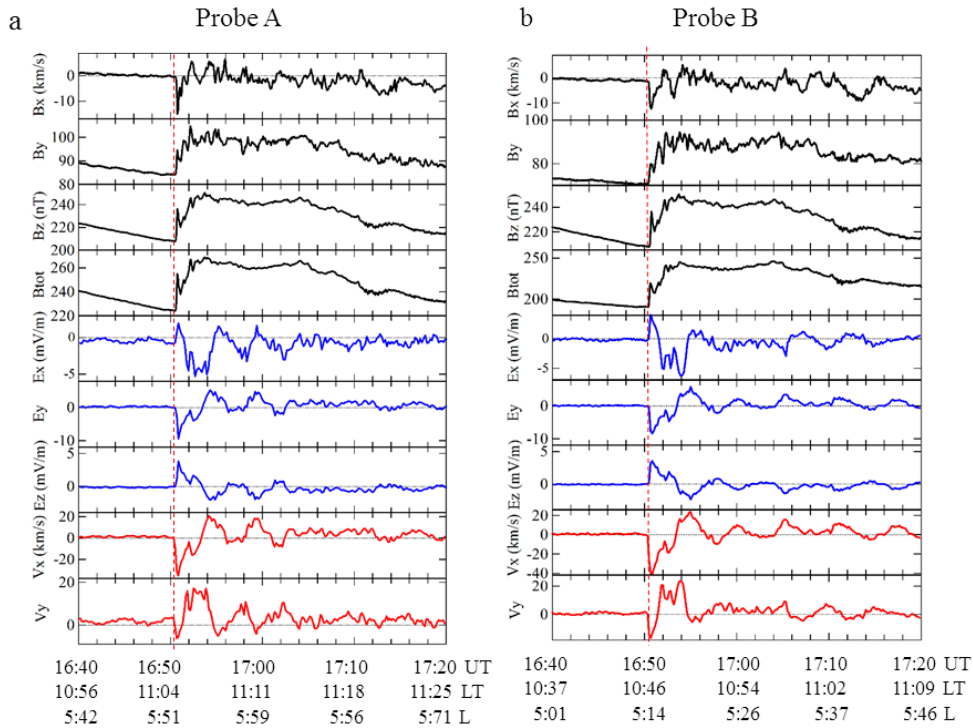 a Probe A
Bx (km/s) 0 -10
By 100 90 80
Bz (nT) 240 220 200
Btot 260 240 220
Ex (mV/m) 0 -5
Ey 0 -10
Ez (mV/m) 5 0
Vx (km/s) 20 0 -20
Vy 20 0
16:40 16:50 17:00 17:10 17:20 UT
10:56 11:04 11:11 11:18 11:25 LT
5:42 5:51 5:59 5:56 5:71 L
b Probe B
Bx (km/s) 0 -10
By 100 80
Bz (nT) 240 220
Btot 250 200
Ex (mV/m) 0 -5
Ey 0 -10
Ez (mV/m) 5 0
Vx (km/s) 20 0 -20 -40
Vy 20 0
16:40 16:50 17:00 17:10 17:20 UT
10:37 10:46 10:54 11:02 11:09 LT
5:01 5:14 5:26 5:37 5:46 L